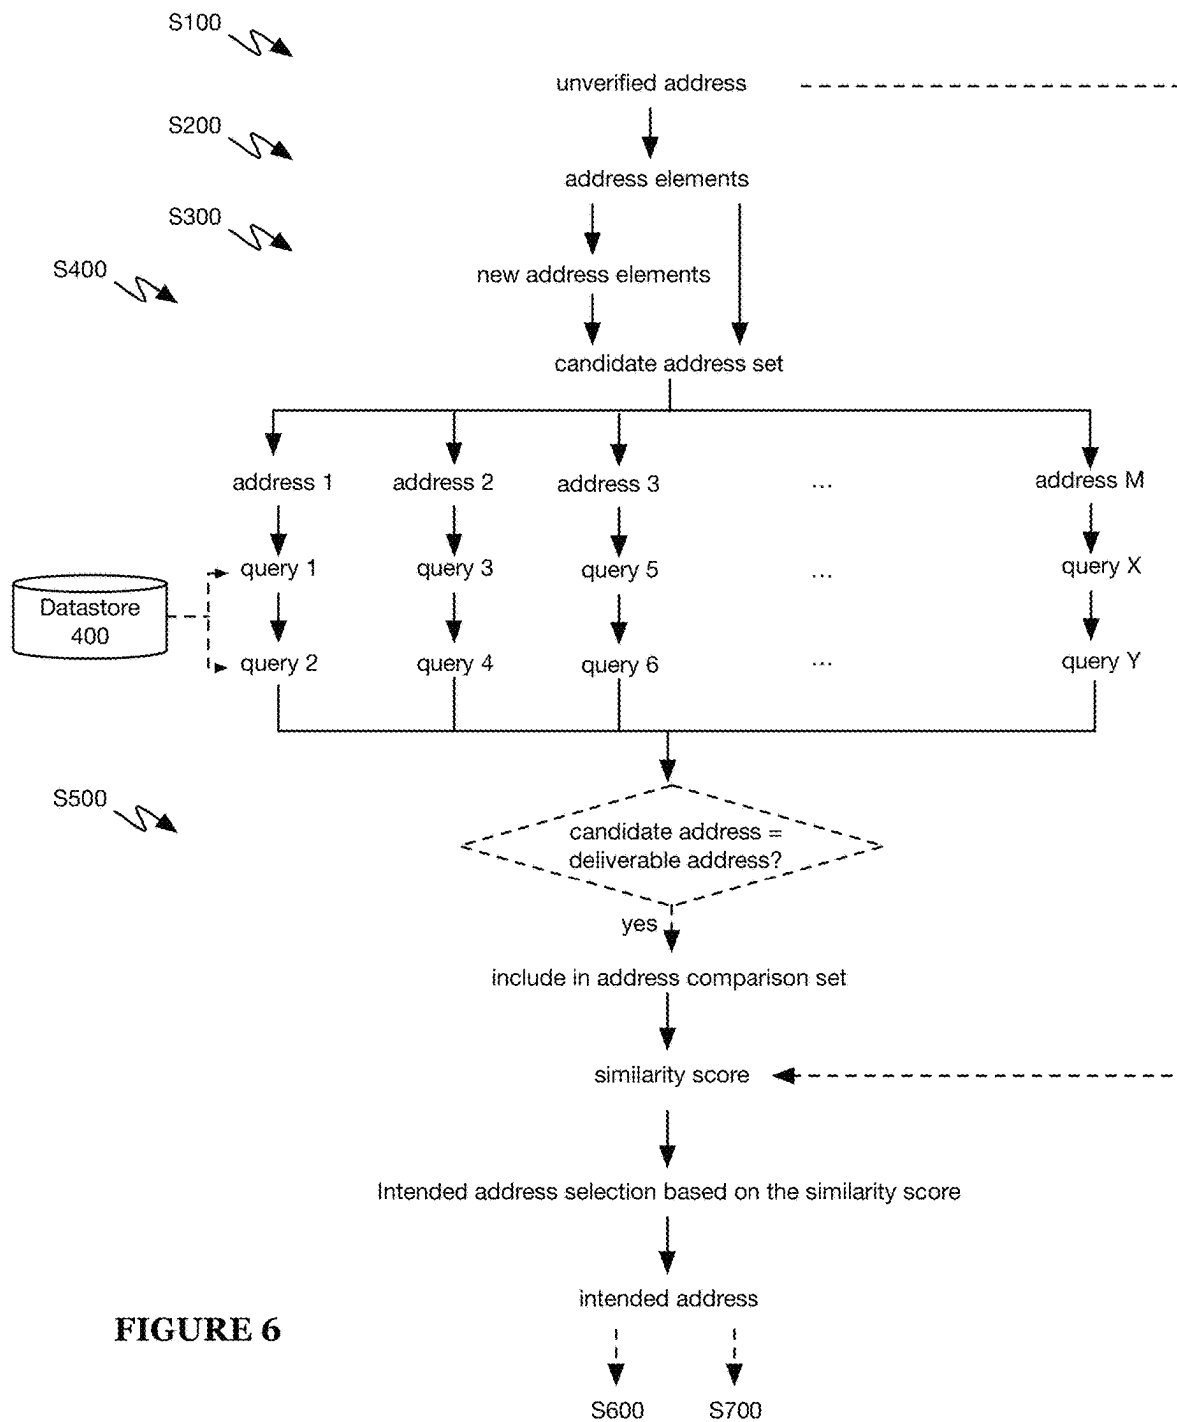 S100
unverified address
S200
address elements
S300
new address elements
S400
candidate address set
address 1 address 2 address 3 ... address M
query 1 query 3 query 5 ... query X
Datastore
400
query 2 query 4 query 6 ... query Y
S500
candidate address =
deliverable address?
yes
include in address comparison set
similarity score
Intended address selection based on the similarity score
intended address
FIGURE 6
S600 S700